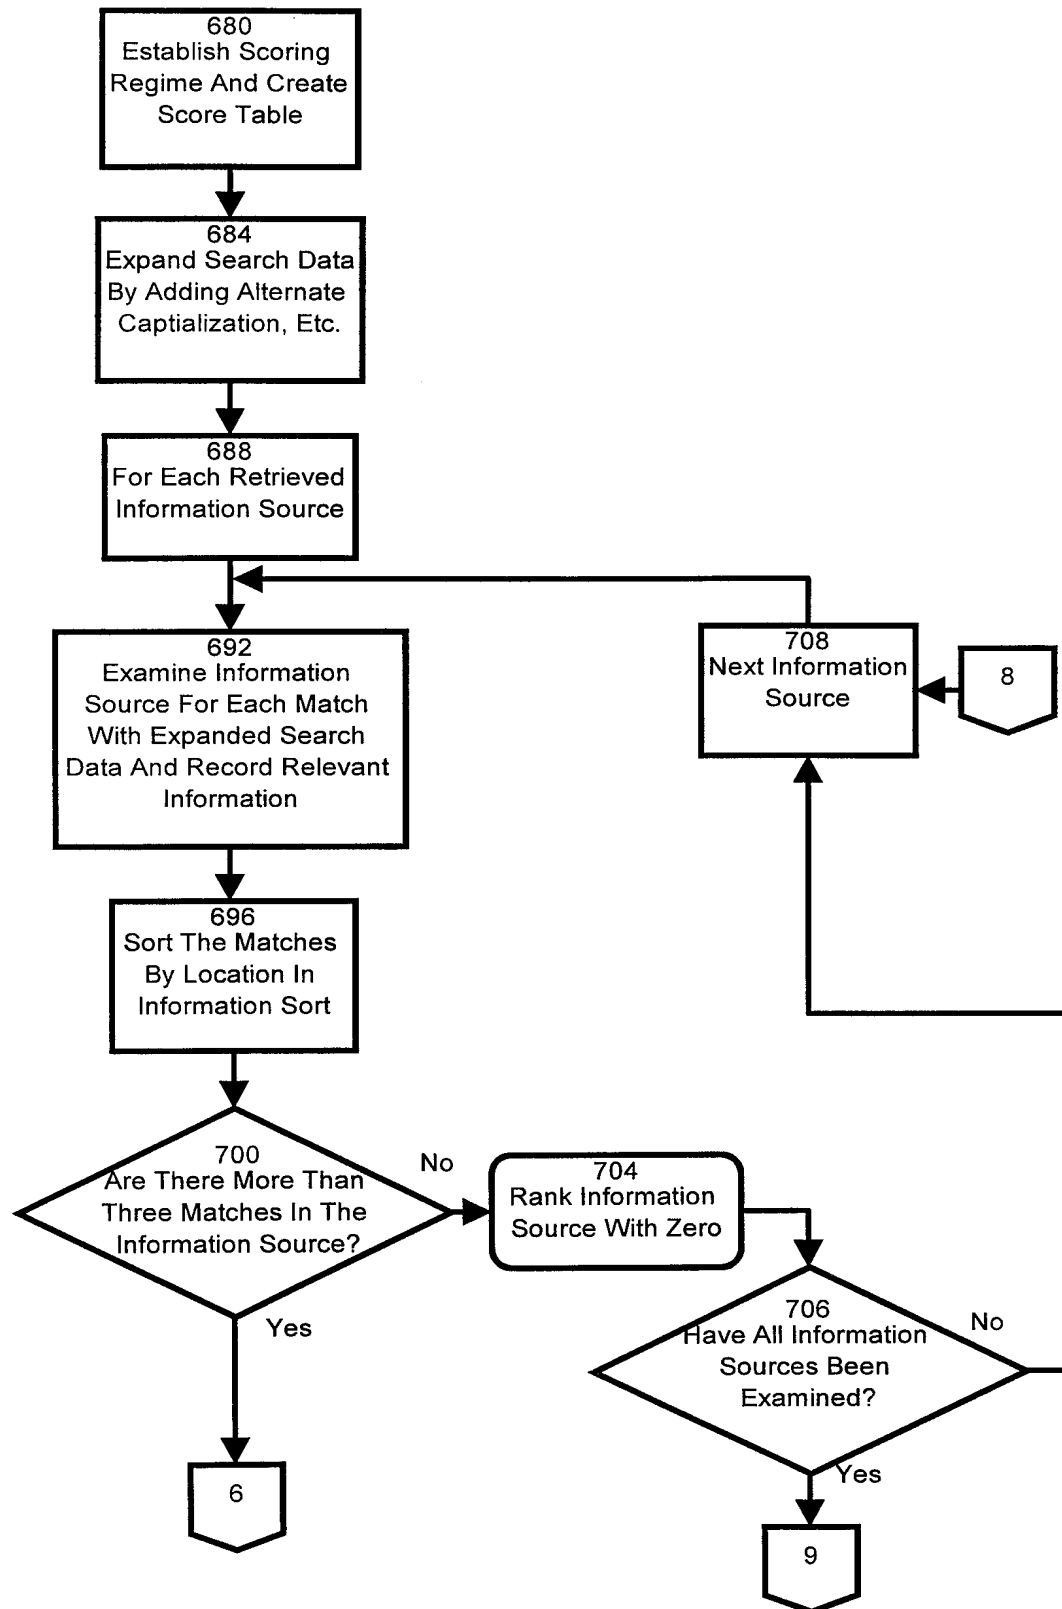 680
Establish Scoring
Regime And Create
Score Table
684
Expand Search Data
By Adding Alternate
Captialization, Etc.
688
For Each Retrieved
Information Source
692
Examine Information
Source For Each Match
With Expanded Search
Data And Record Relevant
Information
708
Next Information
Source
8
696
Sort The Matches
By Location In
Information Sort
700
Are There More Than
Three Matches In The
Information Source?
No
Yes
704
Rank Information
Source With Zero
706
Have All Information
Sources Been
Examined?
No
Yes
6
9